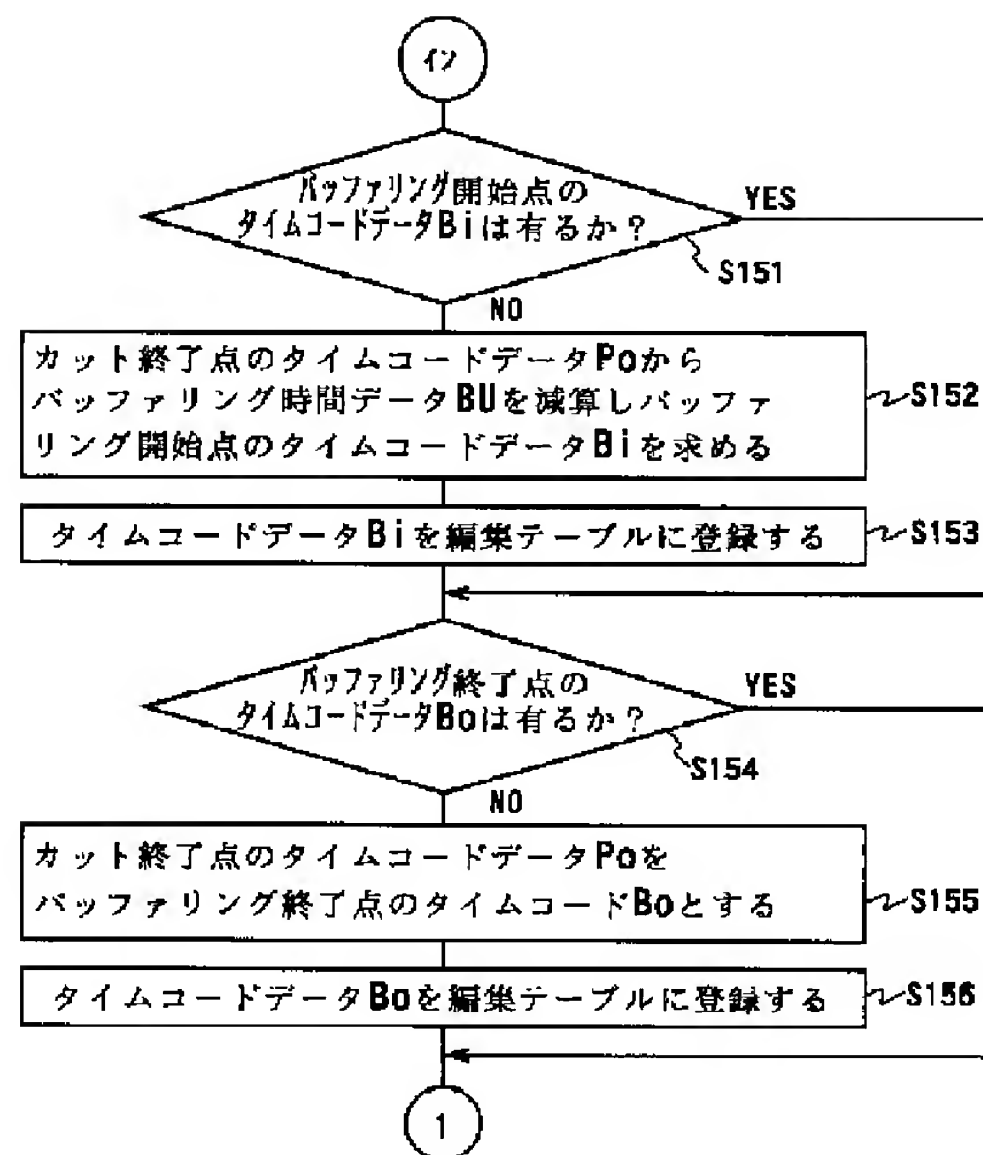 イン
バッファリング開始点の
タイムコードデータBiは有るか？
YES
S151
NO
カット終了点のタイムコードデータPoから
バッファリング時間データBUを減算しバッファ
リング開始点のタイムコードデータBiを求める
S152
タイムコードデータBiを編集テーブルに登録する
S153
バッファリング終了点の
タイムコードデータBoは有るか？
YES
S154
NO
カット終了点のタイムコードデータPoを
バッファリング終了点のタイムコードBoとする
S155
タイムコードデータBoを編集テーブルに登録する
S156
1